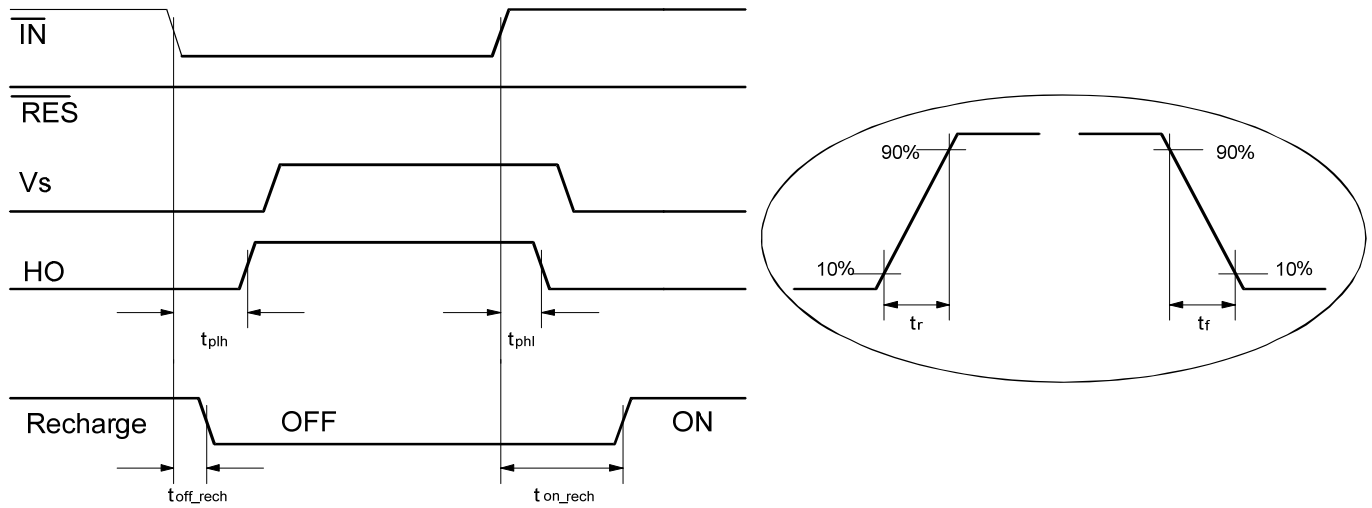 IN
RES
Vs
HO
tplh
tphl
Recharge
OFF
ON
toff_rech
ton_rech
90%
90%
10%
10%
tr
tf